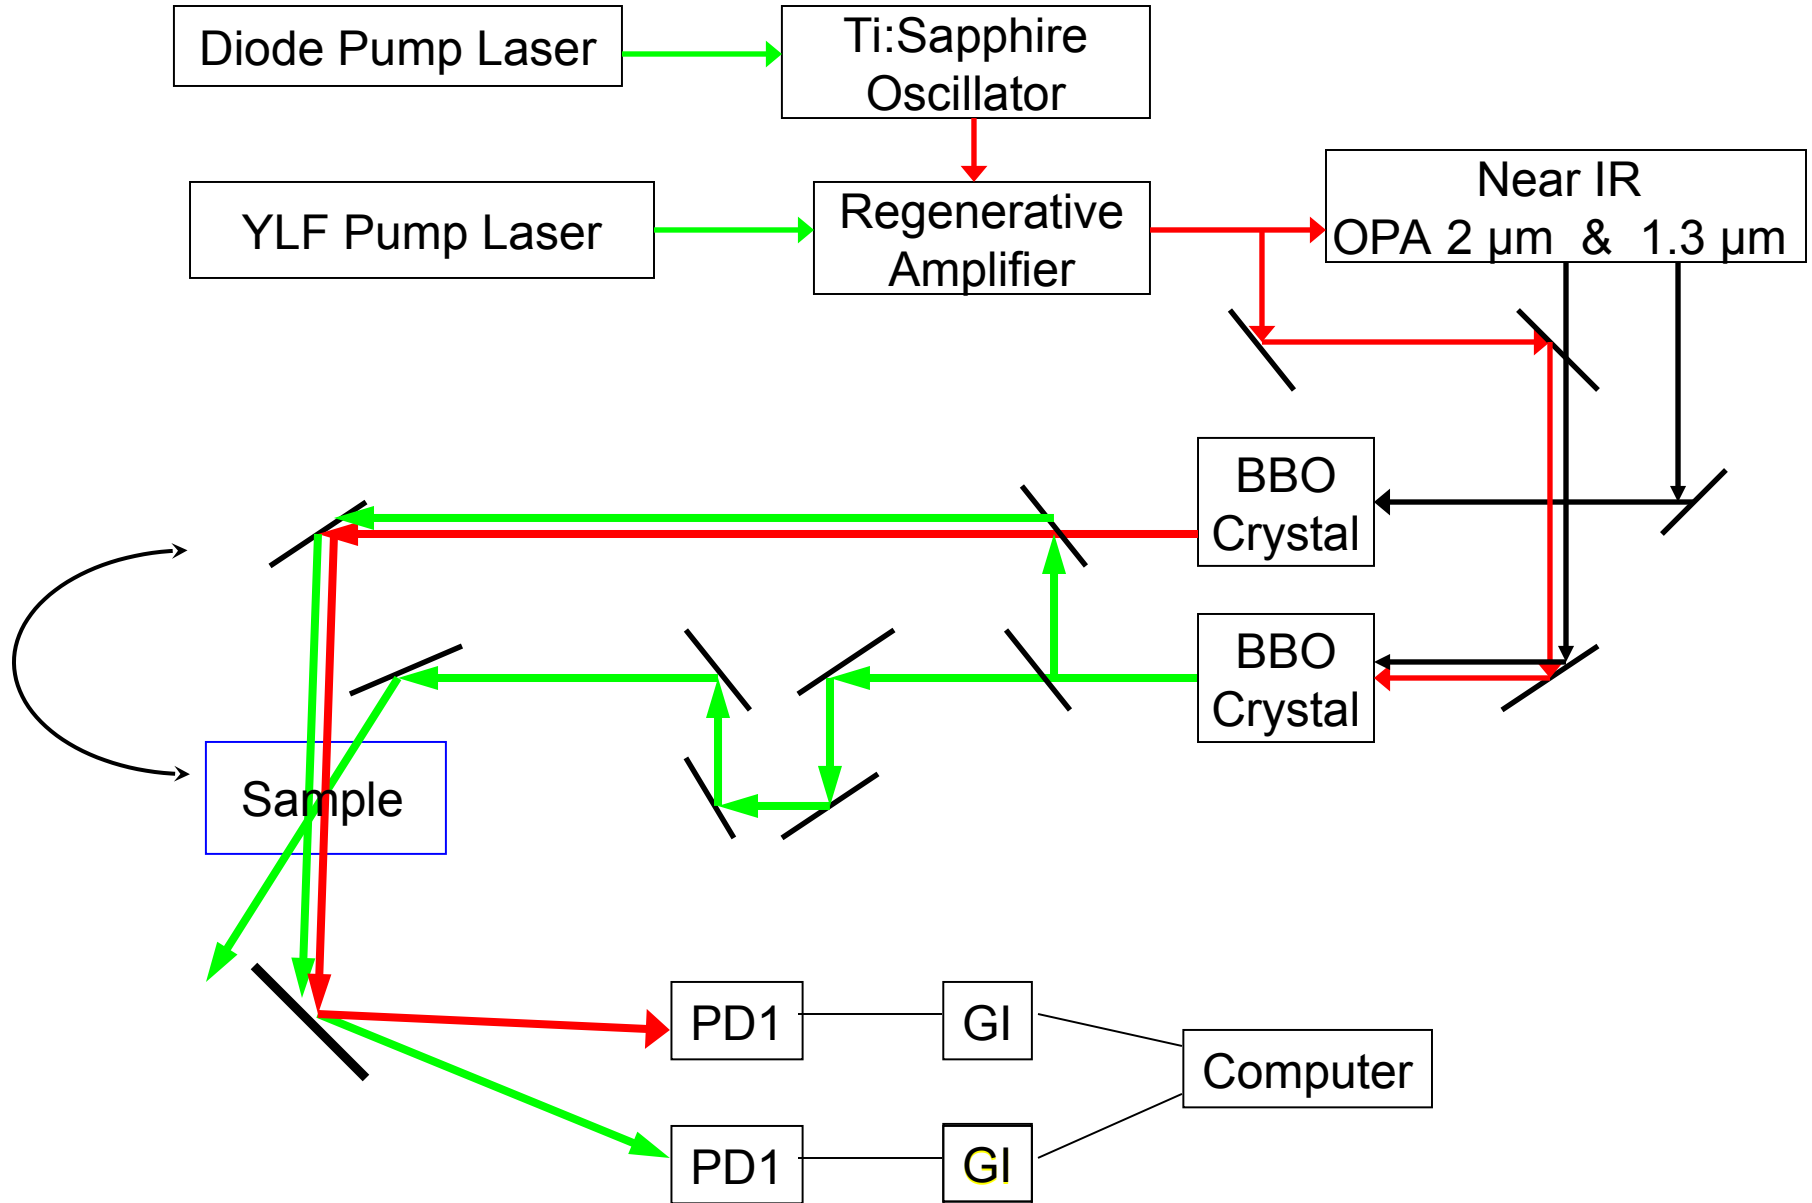 Diode Pump Laser
Ti:Sapphire
Oscillator
YLF Pump Laser
Regenerative
Amplifier
Near IR
OPA 2 µm & 1.3 µm
BBO
Crystal
BBO
Crystal
Sample
PD1
GI
Computer
PD1
GI